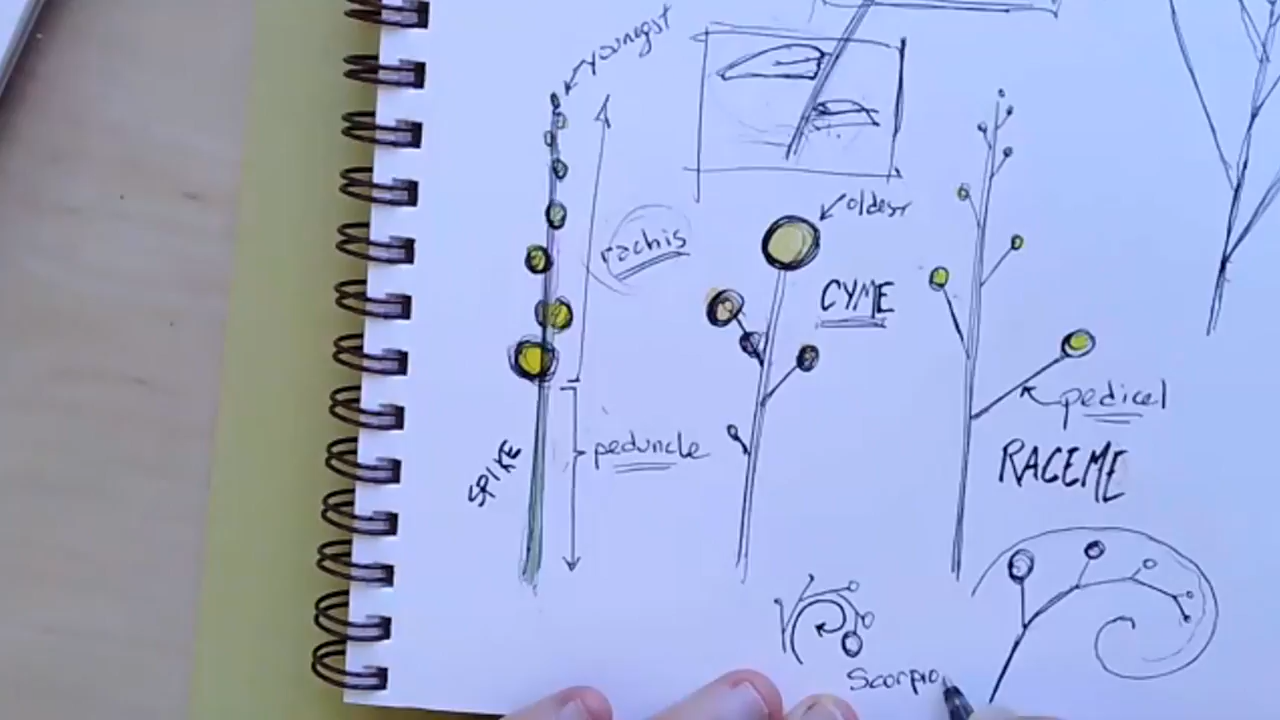 youngest
oldest
rachis
CYME
pedicel
peduncle
RACEME
SPIKE
Scorpio